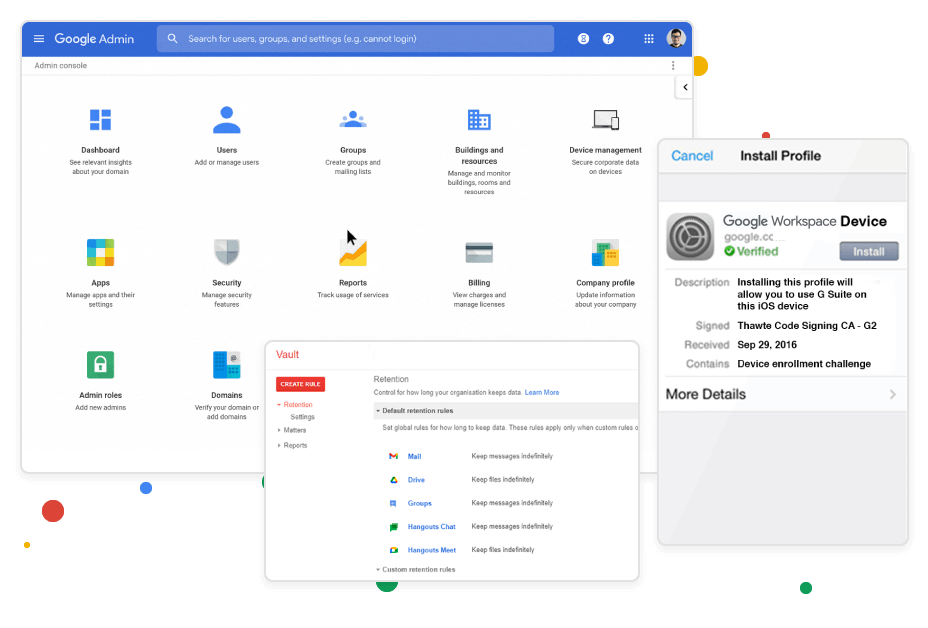 Google Admin
Search for users, groups, and settings (e.g. cannot login)
Admin console
Dashboard
See relevant insights
about your domain
Users
Add or manage users
Groups
Create groups and
mailing lists
Buildings and
resources
Manage and monitor
buildings, rooms and
resources
Device management
Secure corporate data
on devices
Apps
Manage apps and their
settings
Security
Manage security
features
Reports
Track usage of services
Billing
View charges and
manage licenses
Company profile
Update information
about your company
Admin roles
Add new admins
Domains
Verify your domain or
add domains
Vault
CREATE RULE
Retention
Settings
Matters
Reports
Retention
Control for how long your organisation keeps data. Learn More
Default retention rules
Set global rules for how long to keep data. These rules apply only when custom rules o
Mail Keep messages indefinitely
Drive Keep files indefinitely
Groups Keep messages indefinitely
Hangouts Chat Keep messages indefinitely
Hangouts Meet Keep files indefinitely
Custom retention rules
Cancel Install Profile
Google Workspace Device
google.cc
Verified
Install
Description Installing this profile will
allow you to use G Suite on
this iOS device
Signed Thawte Code Signing CA - G2
Received Sep 29, 2016
Contains Device enrollment challenge
More Details